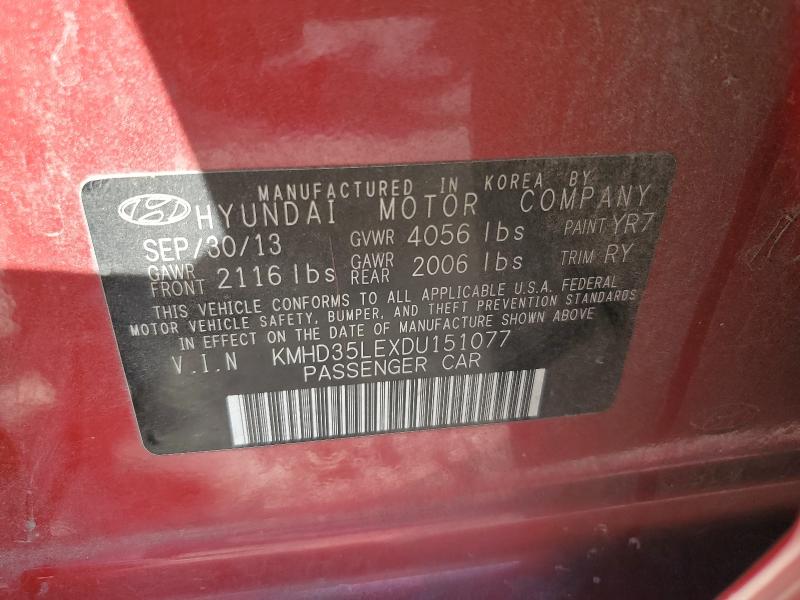 MANUFACTURED IN KOREA BY
HYUNDAI MOTOR COMPANY
SEP/30/13 GVWR 4056 lbs PAINT YR7
GAWR FRONT 2116 lbs GAWR REAR 2006 lbs TRIM RY
THIS VEHICLE CONFORMS TO ALL APPLICABLE U.S.A. FEDERAL
MOTOR VEHICLE SAFETY, BUMPER, AND THEFT PREVENTION STANDARDS
IN EFFECT ON THE DATE OF MANUFACTURE SHOWN ABOVE
V.I.N KMHD35LEXDU151077
PASSENGER CAR